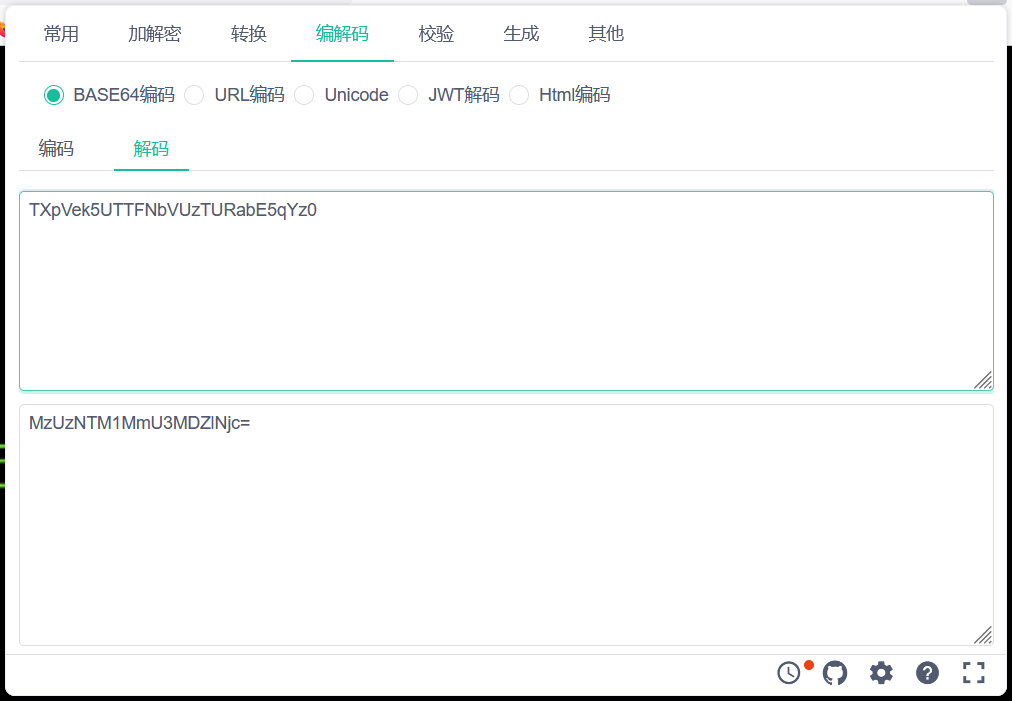 常用 加解密 转换 编解码 校验 生成 其他
BASE64编码 URL编码 Unicode JWT解码 Html编码
编码 解码
TXpVek5UTTFNbVUzTURabE5qYz0
MzUzNTM1MmU3MDZlNjc=